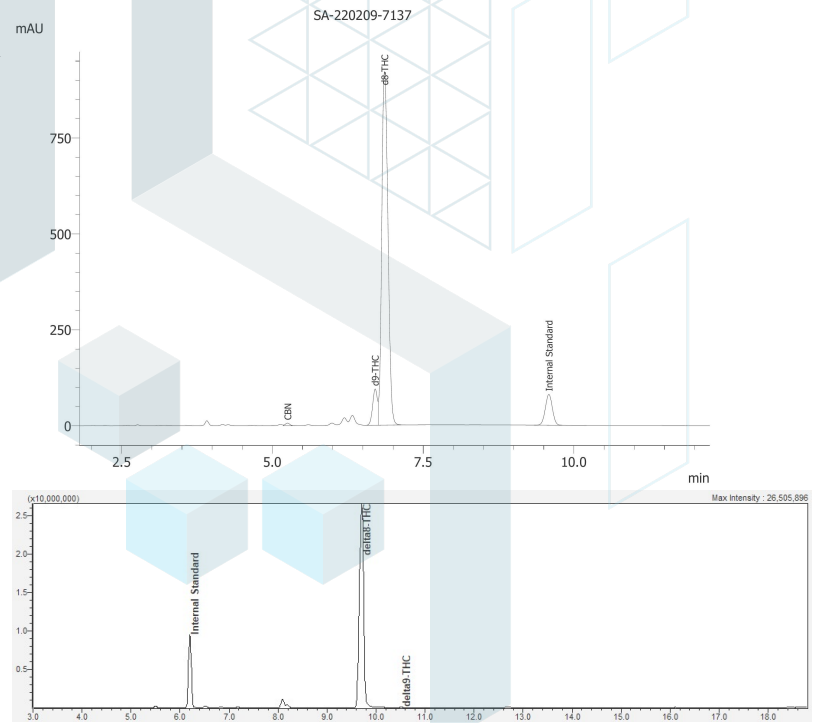 SA-220209-7137
mAU
d8-THC
750
500
250
d9-THC
Internal Standard
CBN
0
2.5 5.0 7.5 10.0
min
(x10,000,000) Max Intensity : 26,505,896
2.5
delta8-THC
2.0
Internal Standard
1.5
1.0
0.5
delta9-THC
3.0 4.0 5.0 6.0 7.0 8.0 9.0 10.0 11.0 12.0 13.0 14.0 15.0 16.0 17.0 18.0